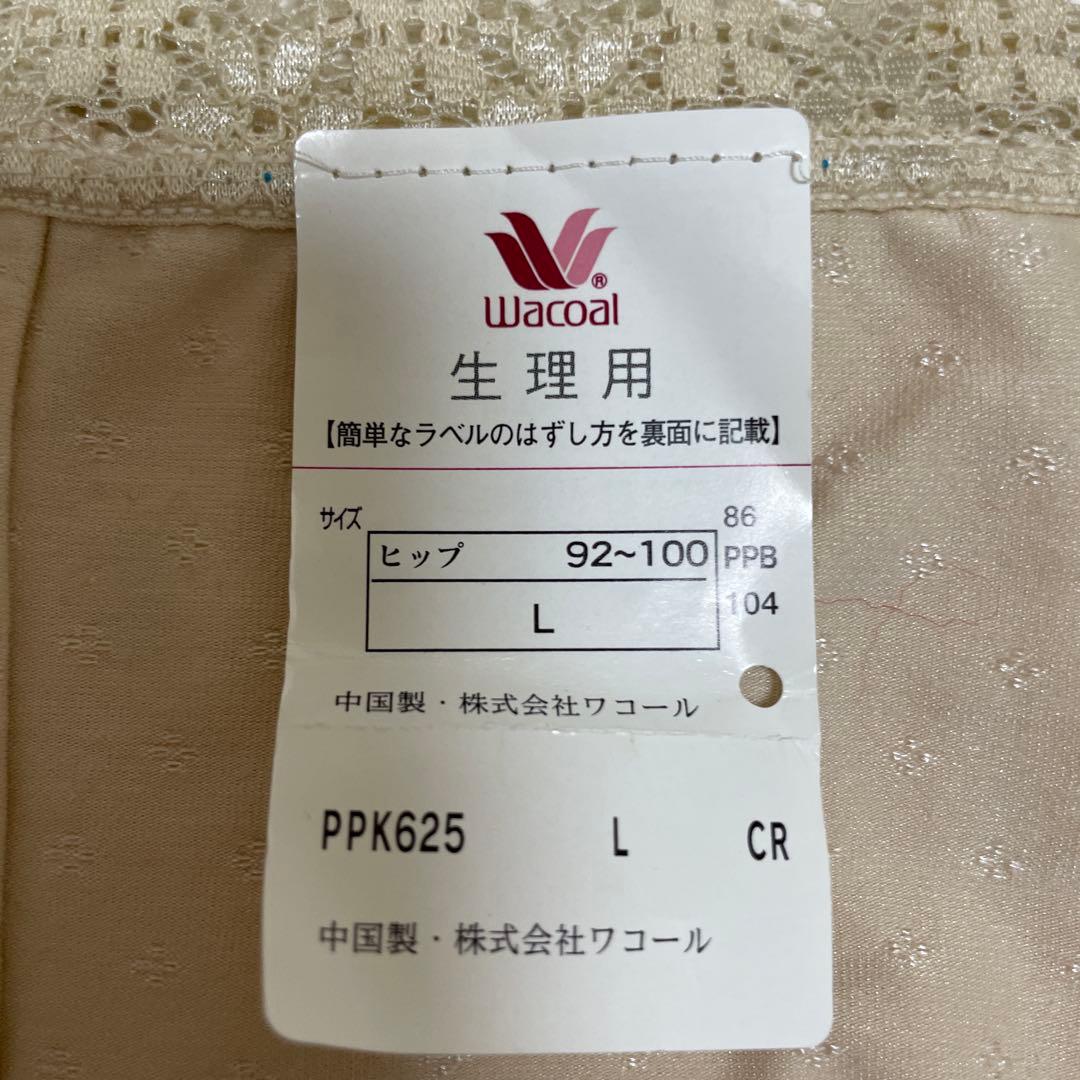 Wacoal®
生理用
【簡単なラベルのはずし方を裏面に記載】
サイズ
ヒップ 92~100
L
86
PPB
104
中国製・株式会社ワコール
PPK625 L CR
中国製・株式会社ワコール